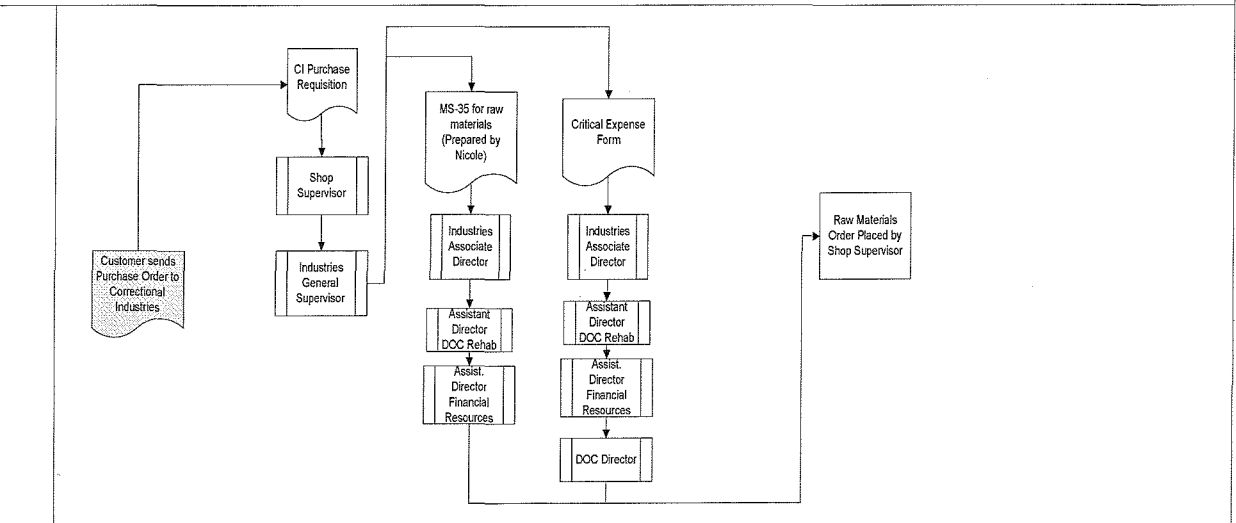 CI Purchase
Requisition
Shop
Supervisor
Industries
General
Supervisor
Customer sends
Purchase Order to
Correctional
Industries
MS-35 for raw
materials
(Prepared by
Nicole)
Industries
Associate
Director
Assistant
Director
DOC Rehab
Assist.
Director
Financial
Resources
Critical Expense
Form
Industries
Associate
Director
Assistant
Director
DOC Rehab
Assist.
Director
Financial
Resources
DOC Director
Raw Materials
Order Placed by
Shop Supervisor